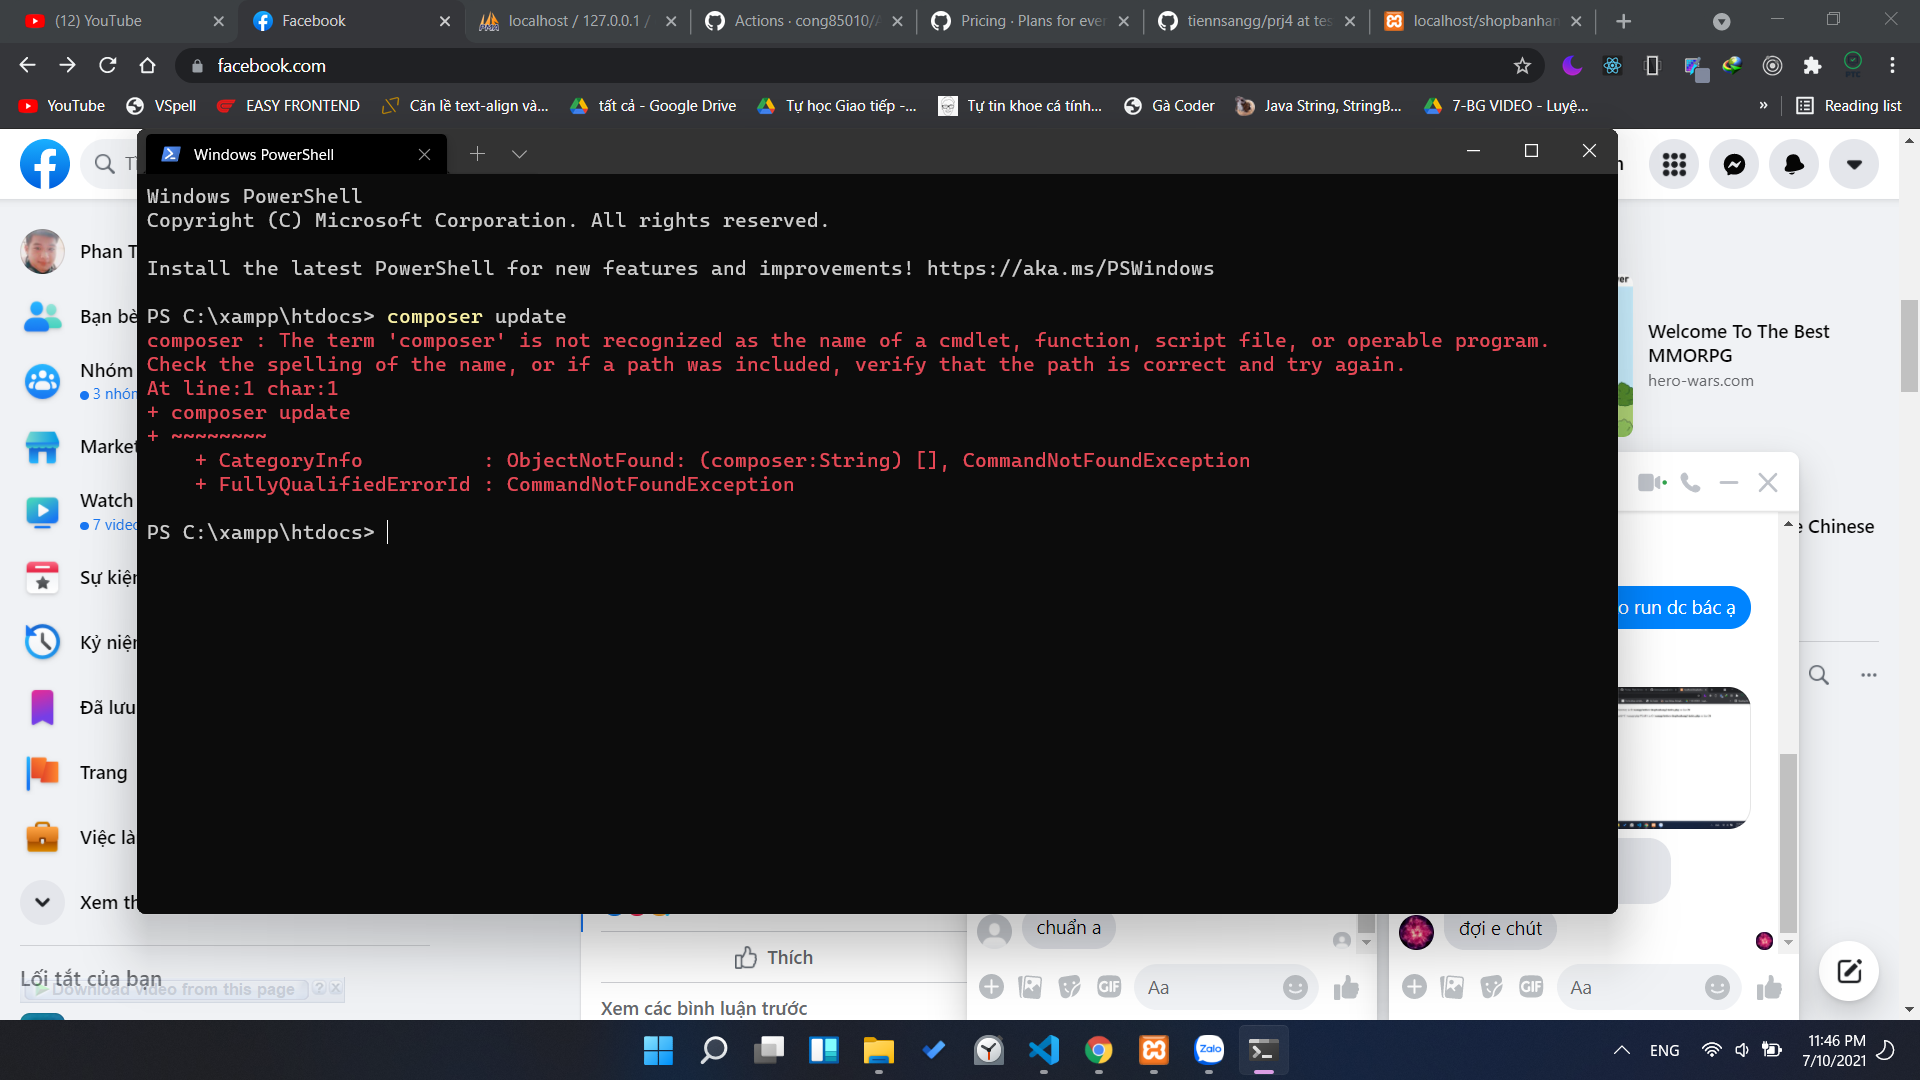 (12) YouTube
Facebook
localhost / 127.0.0.1 /
Actions · cong85010/
Pricing · Plans for ever
tiennsangg/prj4 at tes
localhost/shopbanhan
facebook.com
PTC
YouTube
VSpell
EASY FRONTEND
Căn lề text-align và...
tất cả - Google Drive
Tự học Giao tiếp -...
Tự tin khoe cá tính...
Gà Coder
Java String, StringB...
7-BG VIDEO - Luyệ...
»
Reading list
Windows PowerShell
Windows PowerShell
Copyright (C) Microsoft Corporation. All rights reserved.
Install the latest PowerShell for new features and improvements! https://aka.ms/PSWindows
PS C:\xampp\htdocs> composer update
composer : The term 'composer' is not recognized as the name of a cmdlet, function, script file, or operable program.
Check the spelling of the name, or if a path was included, verify that the path is correct and try again.
At line:1 char:1
+ composer update
+ ~~~~~~~~
+ CategoryInfo : ObjectNotFound: (composer:String) [], CommandNotFoundException
+ FullyQualifiedErrorId : CommandNotFoundException
PS C:\xampp\htdocs>
Phan T
Bạn bè
Nhóm
3 nhón
Market
Watch
7 video
Sự kiện
Kỷ niện
Đã lưu
Trang
Việc là
Xem th
Lối tắt của bạn
Download video from this page
Welcome To The Best
MMORPG
hero-wars.com
Chinese
o run dc bác ạ
chuẩn a
đợi e chút
Thích
Xem các bình luận trước
GIF
Aa
GIF
Aa
Zalo
ENG
11:46 PM
7/10/2021